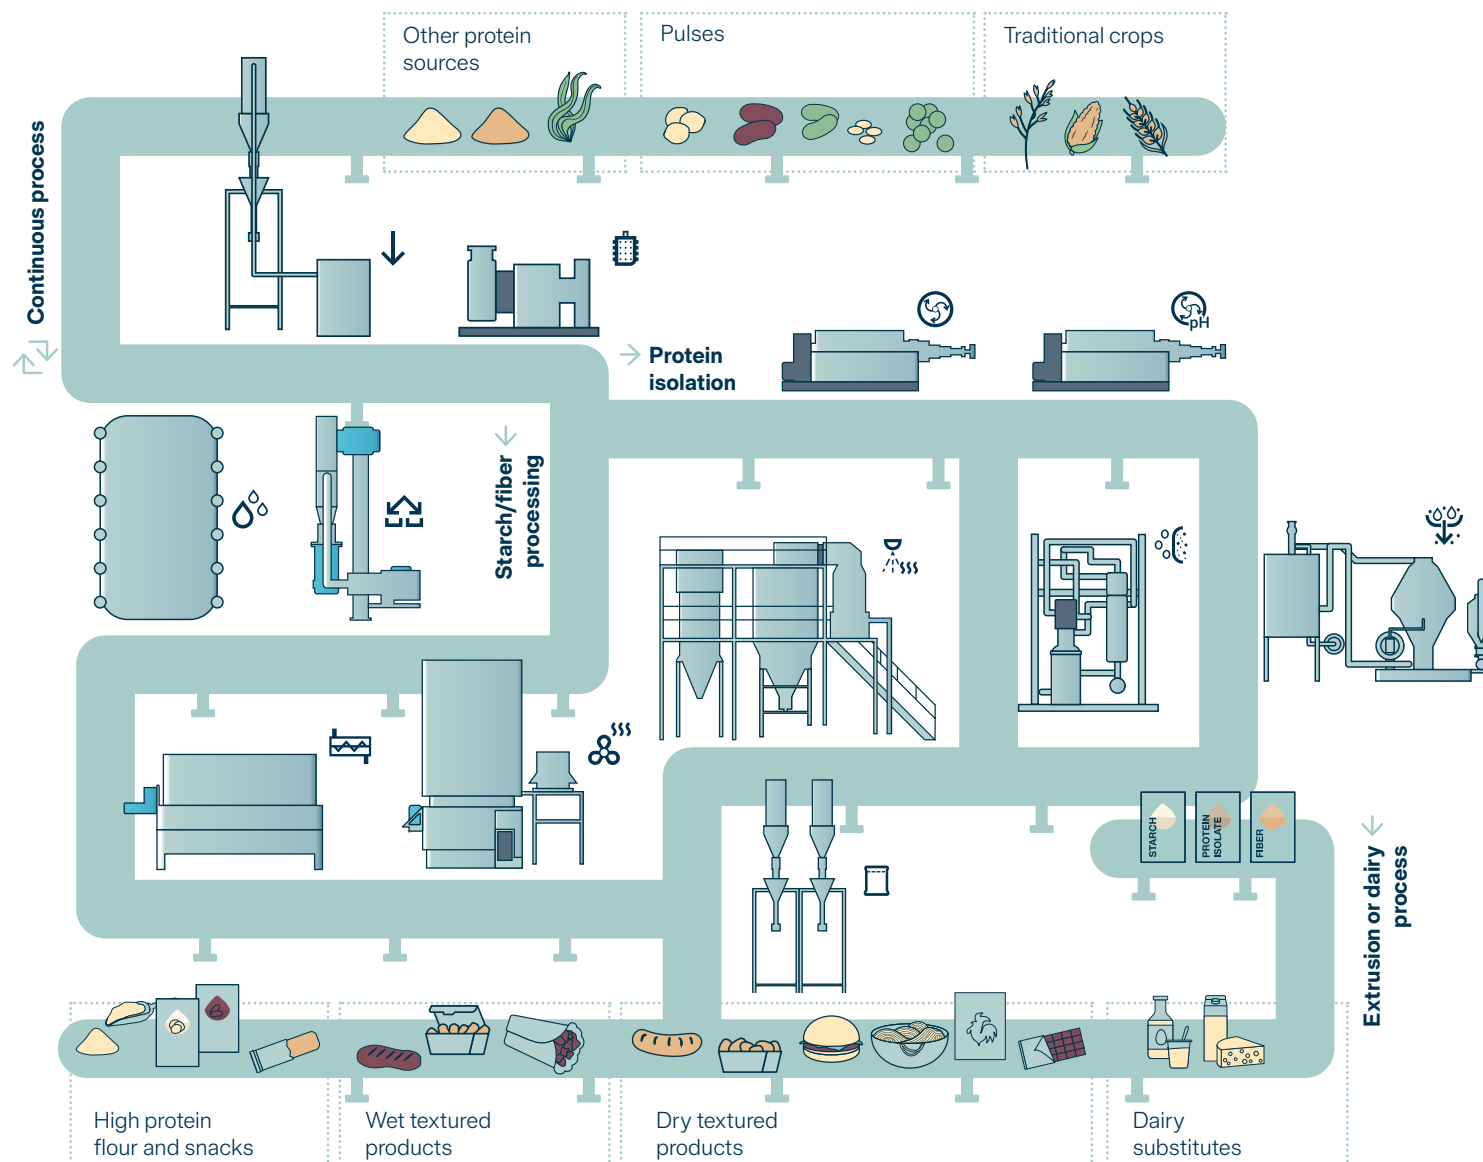 Other protein
sources
Pulses
Traditional crops
Continuous process
Protein
isolation
pH
Starch/fiber
processing
STARCH
PROTEIN
ISOLATE
FIBER
Extrusion or dairy
process
High protein
flour and snacks
Wet textured
products
Dry textured
products
Dairy
substitutes